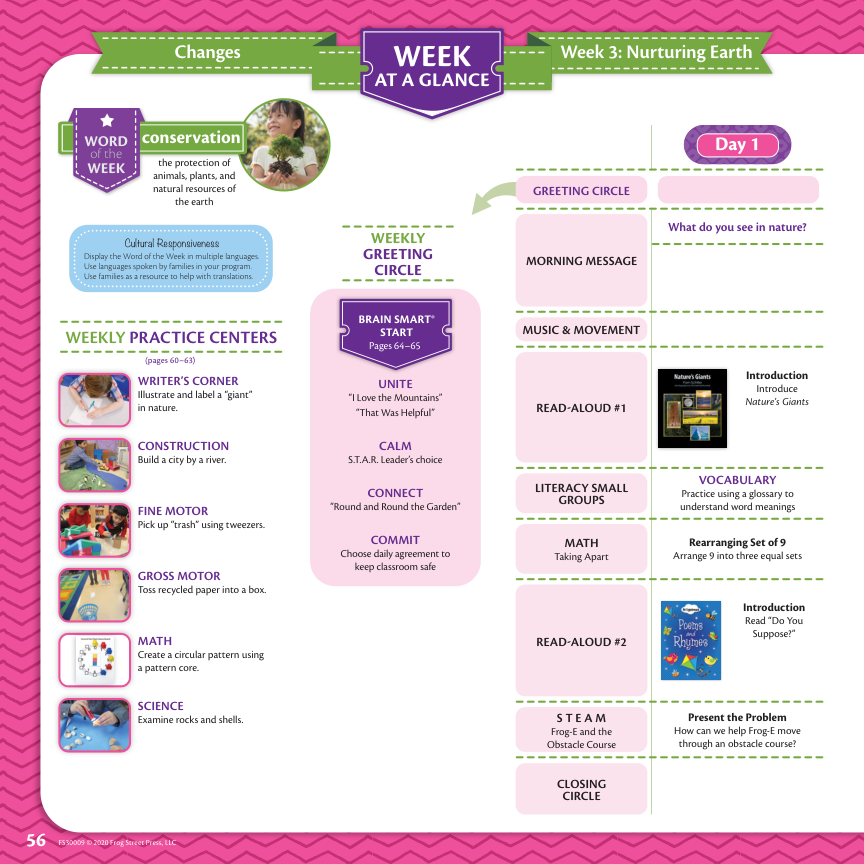 Changes
WEEK
AT A GLANCE
Week 3: Nurturing Earth
WORD
of the
WEEK
conservation
the protection of
animals, plants, and
natural resources of
the earth
Cultural Responsiveness
Display the Word of the Week in multiple languages.
Use languages spoken by families in your program.
Use families as a resource to help with translations.
WEEKLY PRACTICE CENTERS
(pages 60–63)
WRITER'S CORNER
Illustrate and label a "giant"
in nature.
CONSTRUCTION
Build a city by a river.
FINE MOTOR
Pick up "trash" using tweezers.
GROSS MOTOR
Toss recycled paper into a box.
MATH
Create a circular pattern using
a pattern core.
SCIENCE
Examine rocks and shells.
WEEKLY
GREETING
CIRCLE
BRAIN SMART®
START
Pages 64–65
UNITE
"I Love the Mountains"
"That Was Helpful"
CALM
S.T.A.R. Leader's choice
CONNECT
"Round and Round the Garden"
COMMIT
Choose daily agreement to
keep classroom safe
Day 1
GREETING CIRCLE
MORNING MESSAGE
What do you see in nature?
MUSIC & MOVEMENT
READ-ALOUD #1
Nature's Giants
Introduction
Introduce
Nature's Giants
LITERACY SMALL
GROUPS
VOCABULARY
Practice using a glossary to
understand word meanings
MATH
Taking Apart
Rearranging Set of 9
Arrange 9 into three equal sets
READ-ALOUD #2
Poems
and
Rhymes
Introduction
Read "Do You
Suppose?"
S T E A M
Frog-E and the
Obstacle Course
Present the Problem
How can we help Frog-E move
through an obstacle course?
CLOSING
CIRCLE
56
FS30009 © 2020 Frog Street Press, LLC